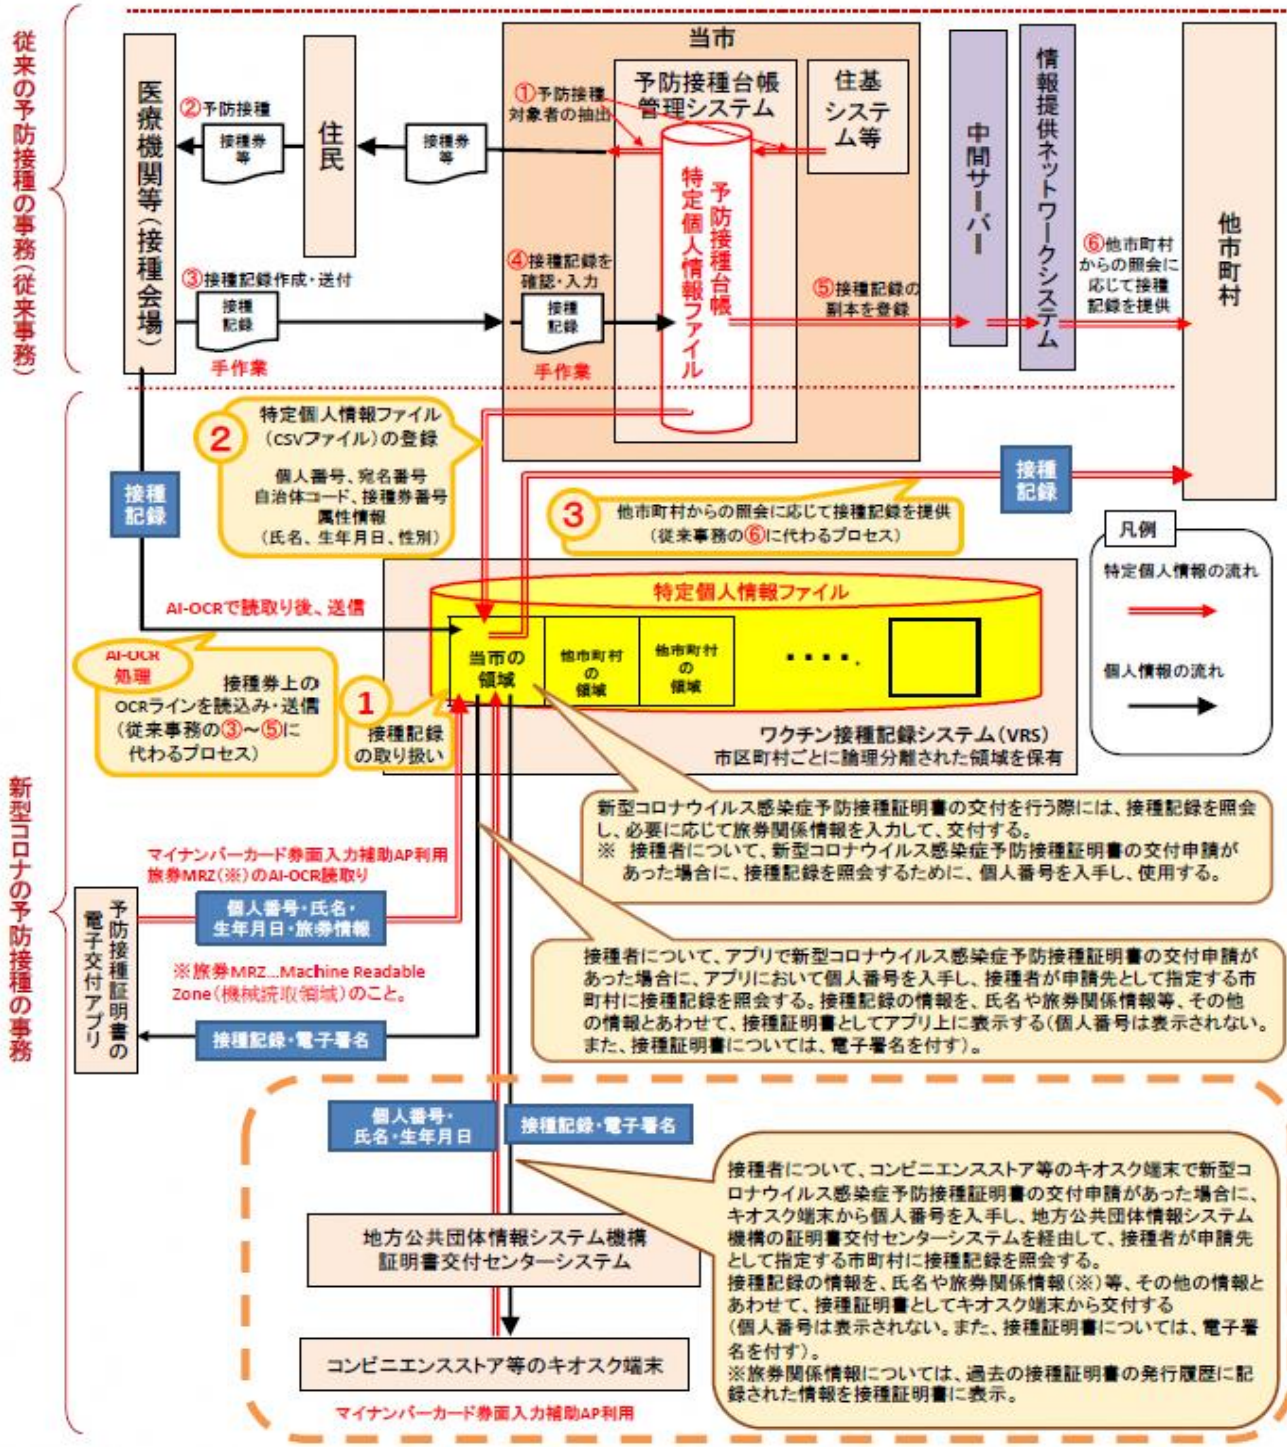 従来の予防接種の事務(従来事務)
医療機関等(接種会場)
②予防接種
接種券
等
住民
接種券
等
当市
①予防接種
対象者の抽出
予防接種台帳
管理システム
住基
システ
ム等
予防接種台帳
特定個人情報ファイル
中間サーバー
情報提供ネットワークシステム
他市町村
③接種記録作成・送付
接種
記録
手作業
④接種記録を
確認・入力
接種
記録
手作業
⑤接種記録の
副本を登録
⑥他市町村
からの照会に
応じて接種
記録を提供
新型コロナの予防接種の事務
接種
記録
2
特定個人情報ファイル
(CSVファイル)の登録
個人番号、宛名番号
自治体コード、接種券番号
属性情報
(氏名、生年月日、性別)
接種
記録
3
他市町村からの照会に応じて接種記録を提供
(従来事務の⑥に代わるプロセス)
凡例
特定個人情報の流れ
個人情報の流れ
特定個人情報ファイル
AI-OCRで読取り後、送信
当市の
領域
他市町村
の
領域
他市町村
の
領域
・・・・.
AI-OCR
処理
接種券上の
OCRラインを読込み・送信
(従来事務の③~⑤に
代わるプロセス)
1
接種記録
の取り扱い
ワクチン接種記録システム(VRS)
市区町村ごとに論理分離された領域を保有
新型コロナウイルス感染症予防接種証明書の交付を行う際には、接種記録を照会
し、必要に応じて旅券関係情報を入力して、交付する。
※ 接種者について、新型コロナウイルス感染症予防接種証明書の交付申請が
あった場合に、接種記録を照会するために、個人番号を入手し、使用する。
マイナンバーカード券面入力補助AP利用
旅券MRZ(※)のAI-OCR読取り
予防接種証明書の
電子交付アプリ
個人番号・氏名・
生年月日・旅券情報
※旅券MRZ…Machine Readable
Zone(機械読取領域)のこと。
接種記録・電子署名
接種者について、アプリで新型コロナウイルス感染症予防接種証明書の交付申請が
あった場合に、アプリにおいて個人番号を入手し、接種者が申請先として指定する市
町村に接種記録を照会する。接種記録の情報を、氏名や旅券関係情報等、その他
の情報とあわせて、接種証明書としてアプリ上に表示する(個人番号は表示されない。
また、接種証明書については、電子署名を付す)。
個人番号・
氏名・生年月日
接種記録・電子署名
地方公共団体情報システム機構
証明書交付センターシステム
コンビニエンスストア等のキオスク端末
マイナンバーカード券面入力補助AP利用
接種者について、コンビニエンスストア等のキオスク端末で新型コ
ロナウイルス感染症予防接種証明書の交付申請があった場合に、
キオスク端末から個人番号を入手し、地方公共団体情報システム
機構の証明書交付センターシステムを経由して、接種者が申請先
として指定する市町村に接種記録を照会する。
接種記録の情報を、氏名や旅券関係情報(※)等、その他の情報と
あわせて、接種証明書としてキオスク端末から交付する
(個人番号は表示されない。また、接種証明書については、電子署
名を付す)。
※旅券関係情報については、過去の接種証明書の発行履歴に記
録された情報を接種証明書に表示。